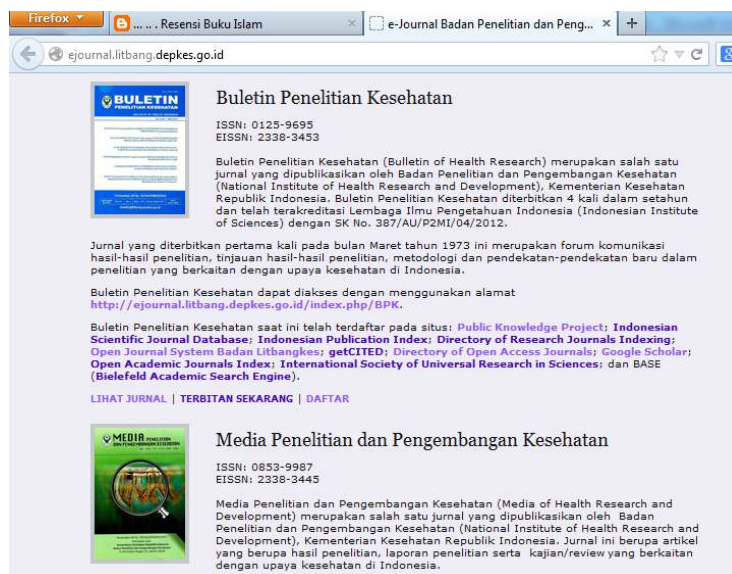 Firefox
... ... . Resensi Buku Islam
e-Journal Badan Penelitian dan Peng...
ejournal.litbang.depkes.go.id
BULETIN
PENELITIAN KESEHATAN
Buletin Penelitian Kesehatan
ISSN: 0125-9695
EISSN: 2338-3453
Buletin Penelitian Kesehatan (Bulletin of Health Research) merupakan salah satu
jurnal yang dipublikasikan oleh Badan Penelitian dan Pengembangan Kesehatan
(National Institute of Health Research and Development), Kementerian Kesehatan
Republik Indonesia. Buletin Penelitian Kesehatan diterbitkan 4 kali dalam setahun
dan telah terakreditasi Lembaga Ilmu Pengetahuan Indonesia (Indonesian Institute
of Sciences) dengan SK No. 387/AU/P2MI/04/2012.
Jurnal yang diterbitkan pertama kali pada bulan Maret tahun 1973 ini merupakan forum komunikasi
hasil-hasil penelitian, tinjauan hasil-hasil penelitian, metodologi dan pendekatan-pendekatan baru dalam
penelitian yang berkaitan dengan upaya kesehatan di Indonesia.
Buletin Penelitian Kesehatan dapat diakses dengan menggunakan alamat
http://ejournal.litbang.depkes.go.id/index.php/BPK.
Buletin Penelitian Kesehatan saat ini telah terdaftar pada situs: Public Knowledge Project; Indonesian
Scientific Journal Database; Indonesian Publication Index; Directory of Research Journals Indexing;
Open Journal System Badan Litbangkes; getCITED; Directory of Open Access Journals; Google Scholar;
Open Academic Journals Index; International Society of Universal Research in Sciences; dan BASE
(Bielefeld Academic Search Engine).
LIHAT JURNAL | TERBITAN SEKARANG | DAFTAR
MEDIA PENELITIAN
DAN PENGEMBANGAN KESEHATAN
Media Penelitian dan Pengembangan Kesehatan
ISSN: 0853-9987
EISSN: 2338-3445
Media Penelitian dan Pengembangan Kesehatan (Media of Health Research and
Development) merupakan salah satu jurnal yang dipublikasikan oleh Badan
Penelitian dan Pengembangan Kesehatan (National Institute of Health Research and
Development), Kementerian Kesehatan Republik Indonesia. Jurnal ini berupa artikel
yang berupa hasil penelitian, laporan penelitian serta kajian/review yang berkaitan
dengan upaya kesehatan di Indonesia.